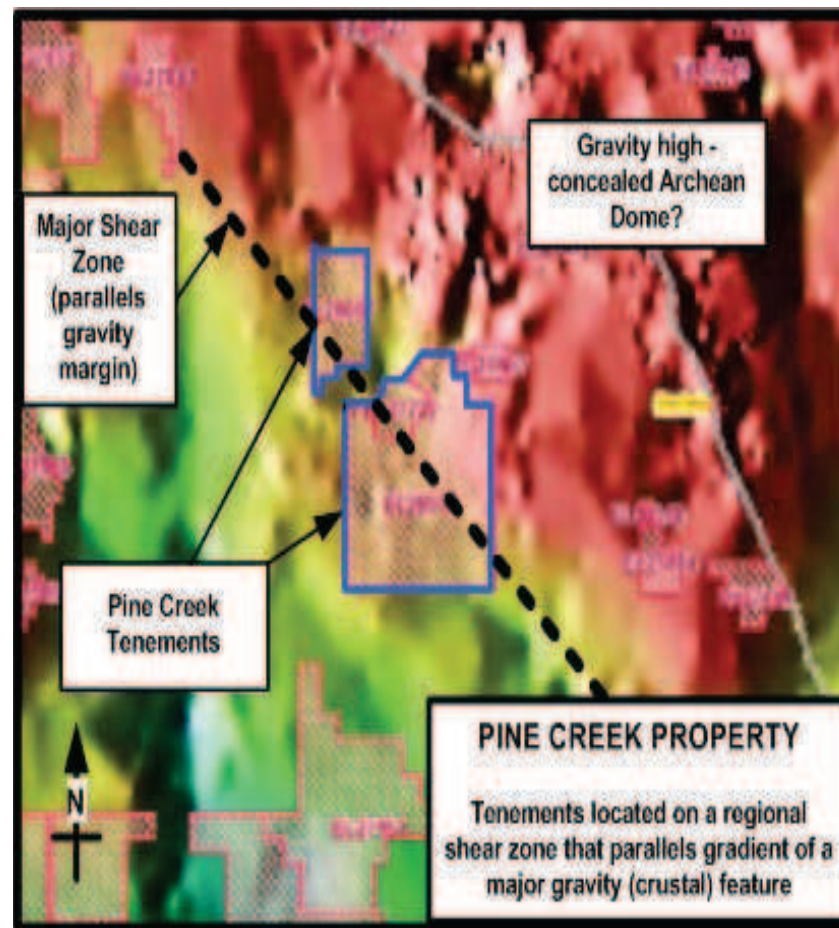 Gravity high -
concealed Archean
Dome?
Major Shear
Zone
(parallels
gravity
margin)
Pine Creek
Tenements
N
PINE CREEK PROPERTY
Tenements located on a regional
shear zone that parallels gradient of a
major gravity (crustal) feature